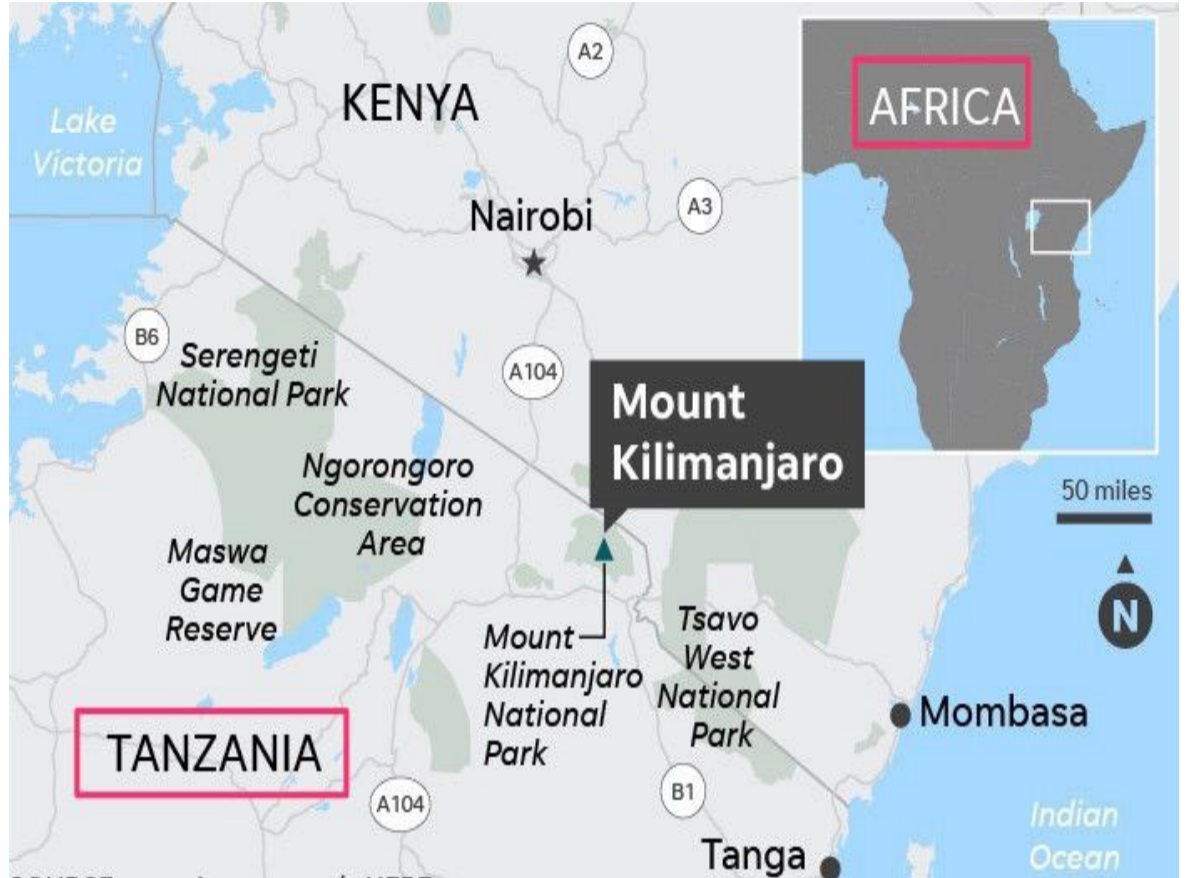 A2
KENYA
AFRICA
Lake
Victoria
Nairobi
A3
B6
Serengeti
National Park
A104
Mount
Kilimanjaro
Ngorongoro
Conservation
Area
50 miles
Maswa
Game
Reserve
N
Mount
Kilimanjaro
National
Park
Tsavo
West
National
Park
Mombasa
TANZANIA
A104
B1
Indian
Ocean
Tanga